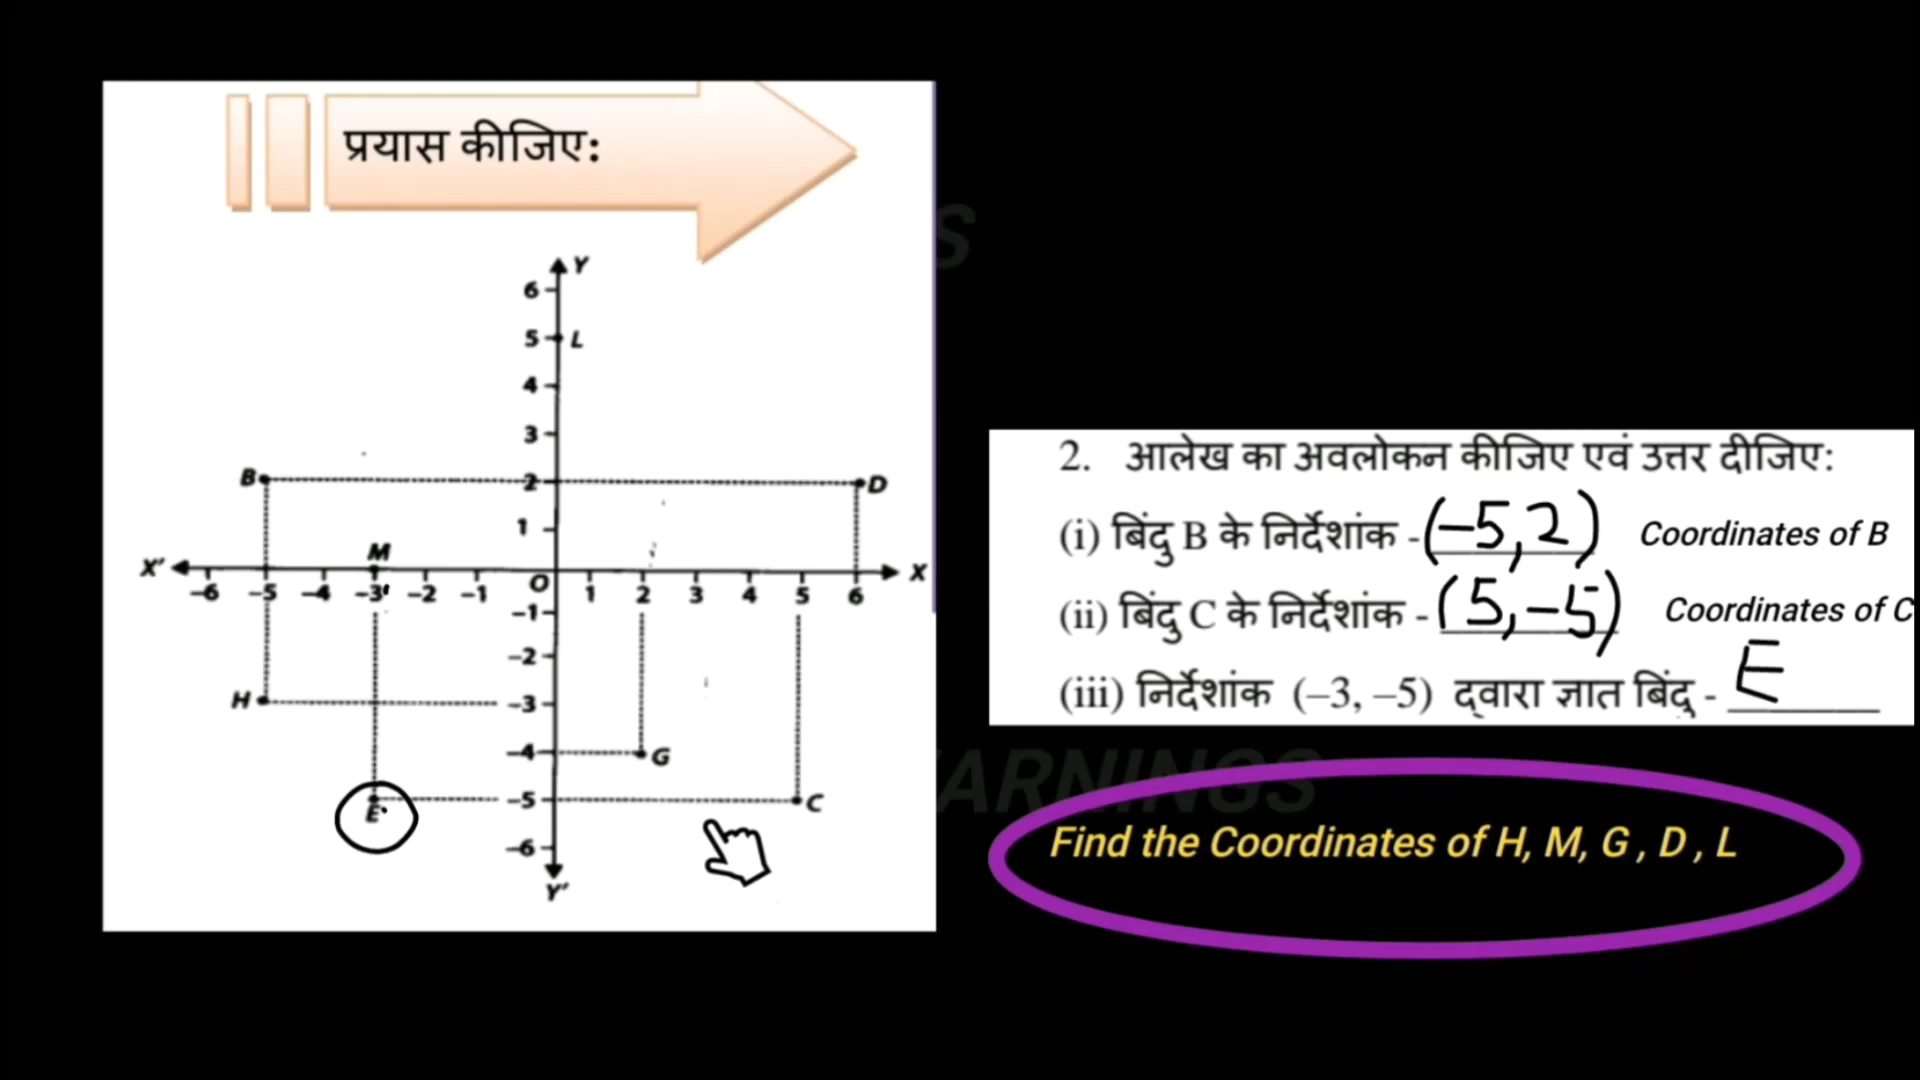 प्रयास कीजिए:
Y
6
5 L
4
3
B 2 D
1
M
X' O X
-6 -5 -4 -3 -2 -1 1 2 3 4 5 6
-1
-2
H -3
-4 G
-5 C
E
-6
Y'
2. आलेख का अवलोकन कीजिए एवं उत्तर दीजिए:
(i) बिंदु B के निर्देशांक - (-5,2) Coordinates of B
(ii) बिंदु C के निर्देशांक - (5,-5) Coordinates of C
(iii) निर्देशांक (–3, –5) द्वारा ज्ञात बिंदु - E
ARNINGS
Find the Coordinates of H, M, G , D , L